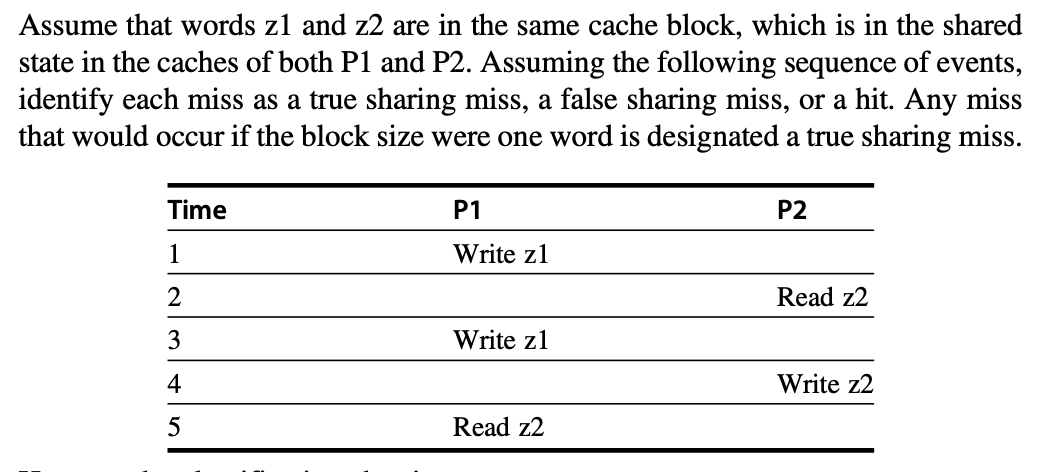 Assume that words z1 and z2 are in the same cache block, which is in the shared
state in the caches of both P1 and P2. Assuming the following sequence of events,
identify each miss as a true sharing miss, a false sharing miss, or a hit. Any miss
that would occur if the block size were one word is designated a true sharing miss.
Time P1 P2
1 Write z1
2 Read z2
3 Write z1
4 Write z2
5 Read z2